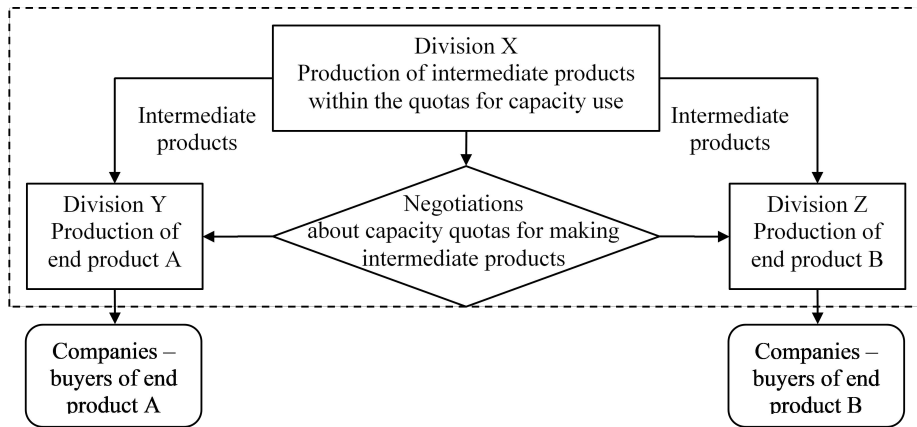 Division X
Production of intermediate products
within the quotas for capacity use
Intermediate
products
Intermediate
products
Division Y
Production of
end product A
Negotiations
about capacity quotas for making
intermediate products
Division Z
Production of
end product B
Companies –
buyers of end
product A
Companies –
buyers of end
product B